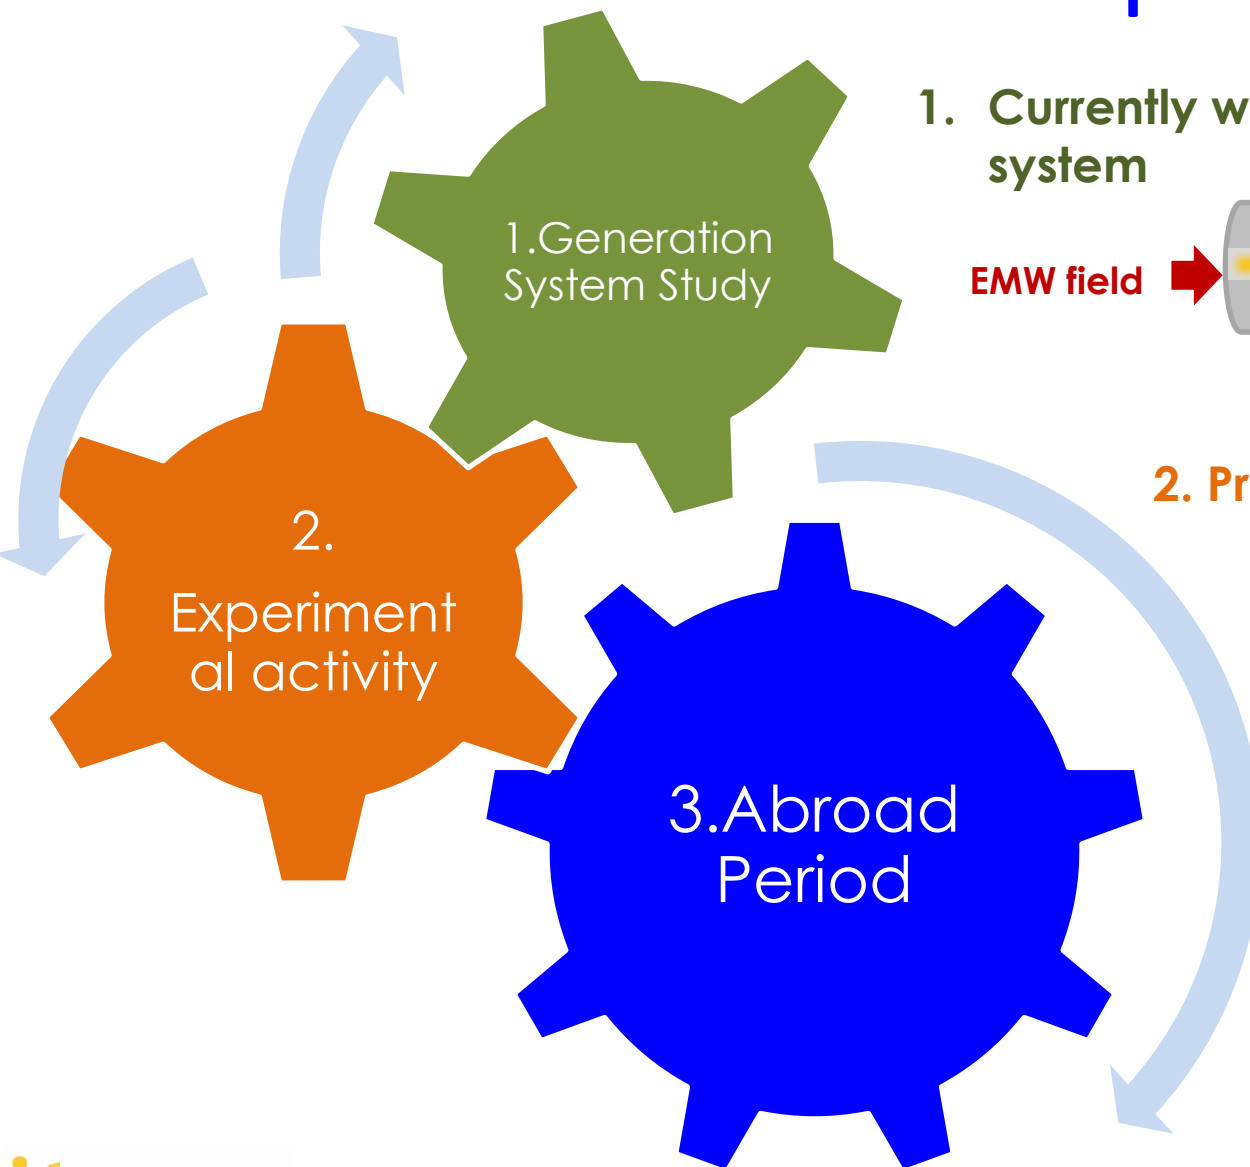 1. Currently w
system
1.Generation
System Study
EMW field
2. Pr
2.
Experiment
al activity
3.Abroad
Period